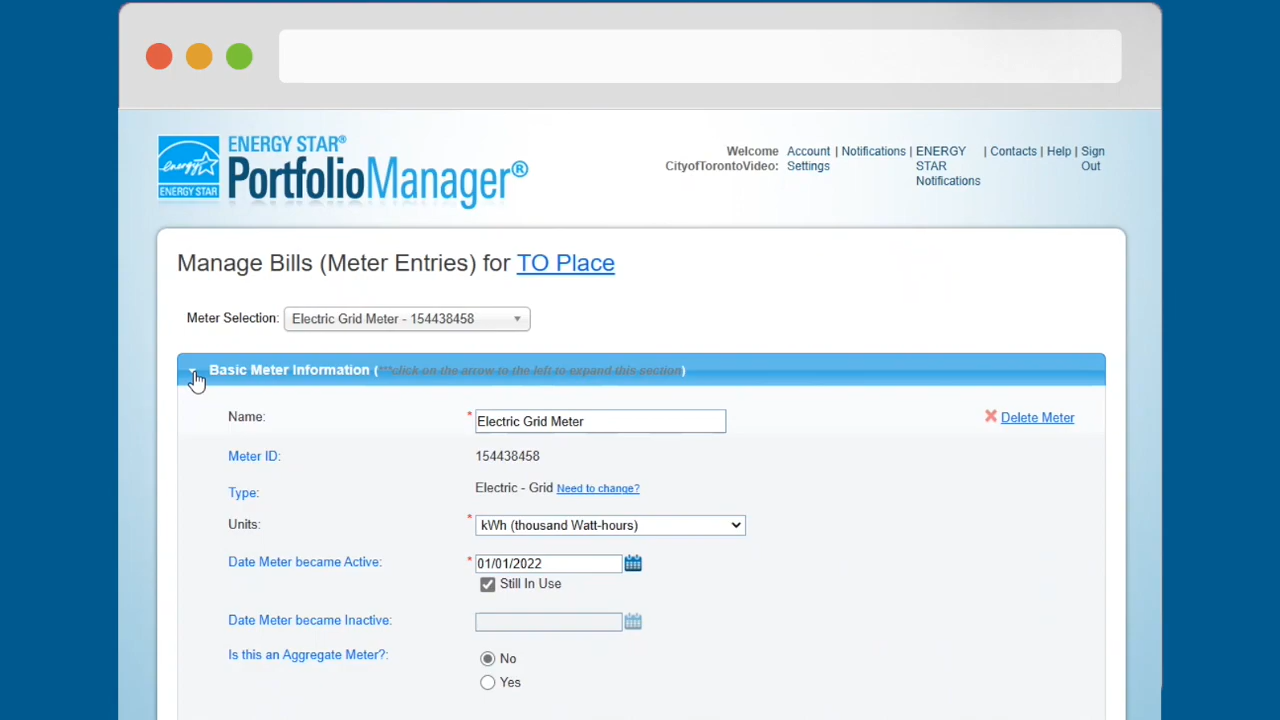 ENERGY STAR®
PortfolioManager®
energy
ENERGY STAR
Welcome
CityofTorontoVideo:
Account
Settings
| Notifications |
ENERGY
STAR
Notifications
| Contacts | Help |
Sign
Out
Manage Bills (Meter Entries) for TO Place
Meter Selection: Electric Grid Meter - 154438458
Basic Meter Information (***click on the arrow to the left to expand this section)
Name: * Electric Grid Meter
Delete Meter
Meter ID: 154438458
Type: Electric - Grid Need to change?
Units: * kWh (thousand Watt-hours)
Date Meter became Active: * 01/01/2022
Still In Use
Date Meter became Inactive:
Is this an Aggregate Meter?: No
Yes